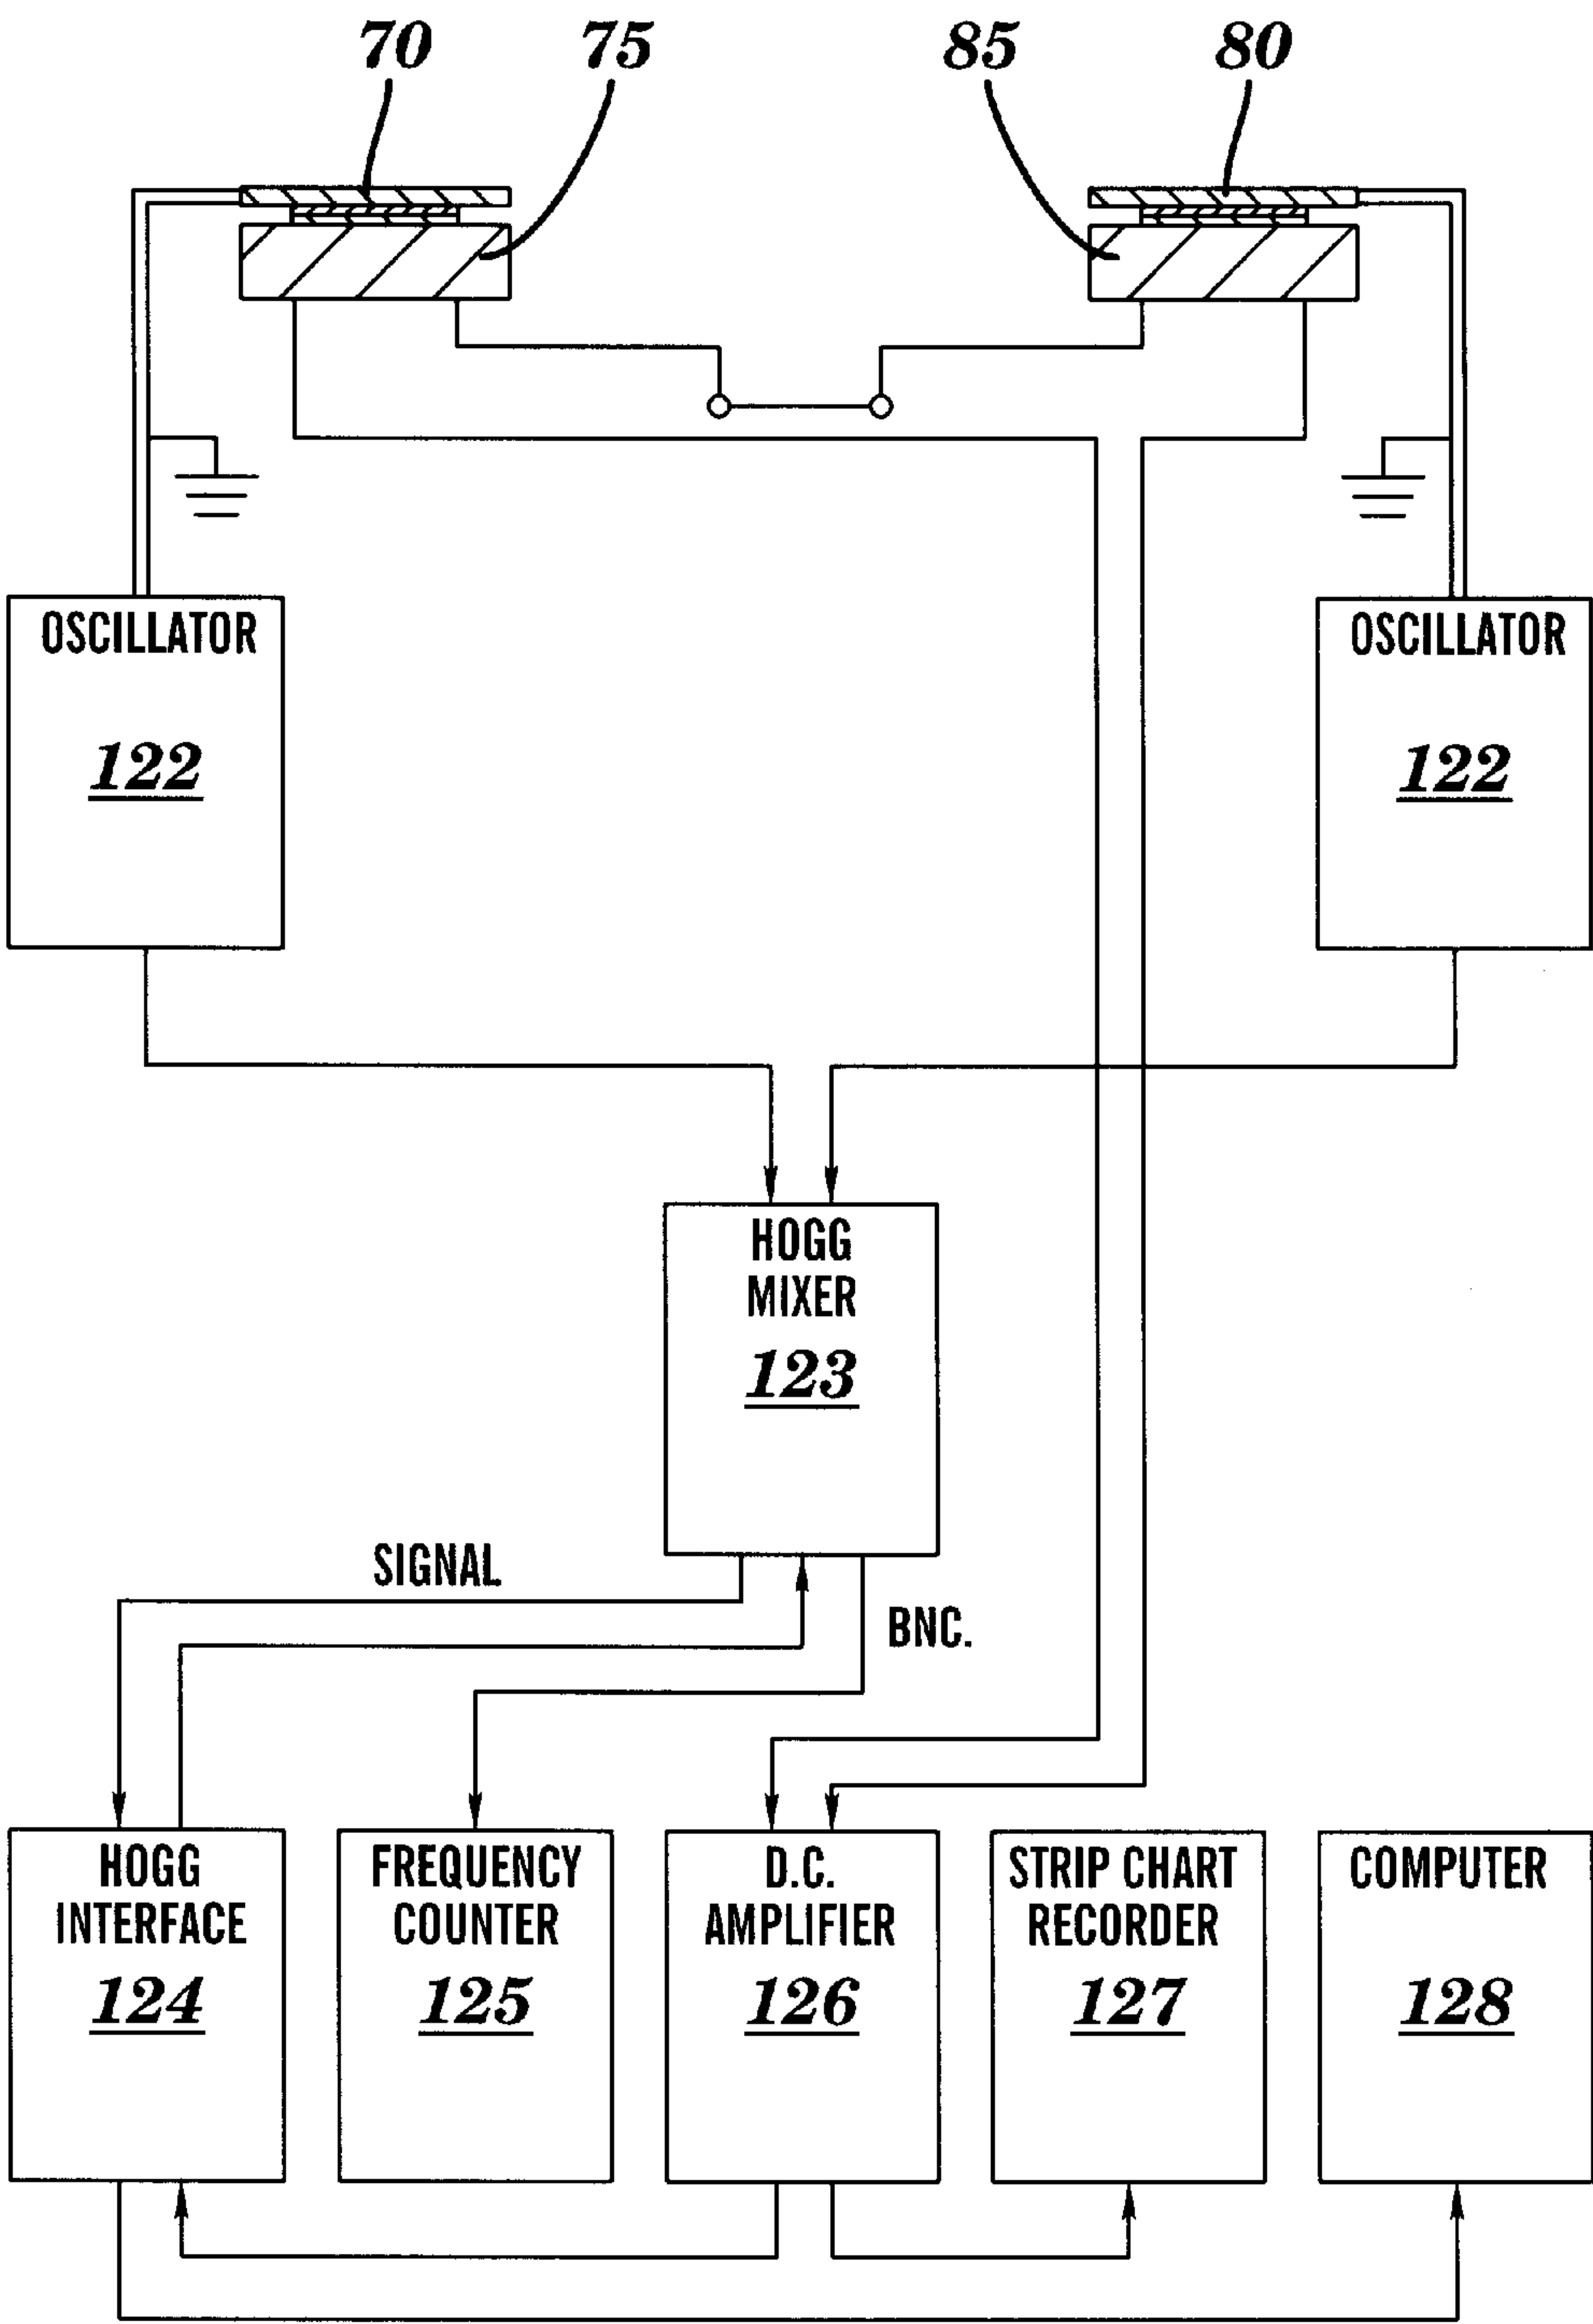 70 75 85 80
OSCILLATOR
122
OSCILLATOR
122
HOGG
MIXER
123
SIGNAL
BNC.
HOGG
INTERFACE
124
FREQUENCY
COUNTER
125
D.C.
AMPLIFIER
126
STRIP CHART
RECORDER
127
COMPUTER
128